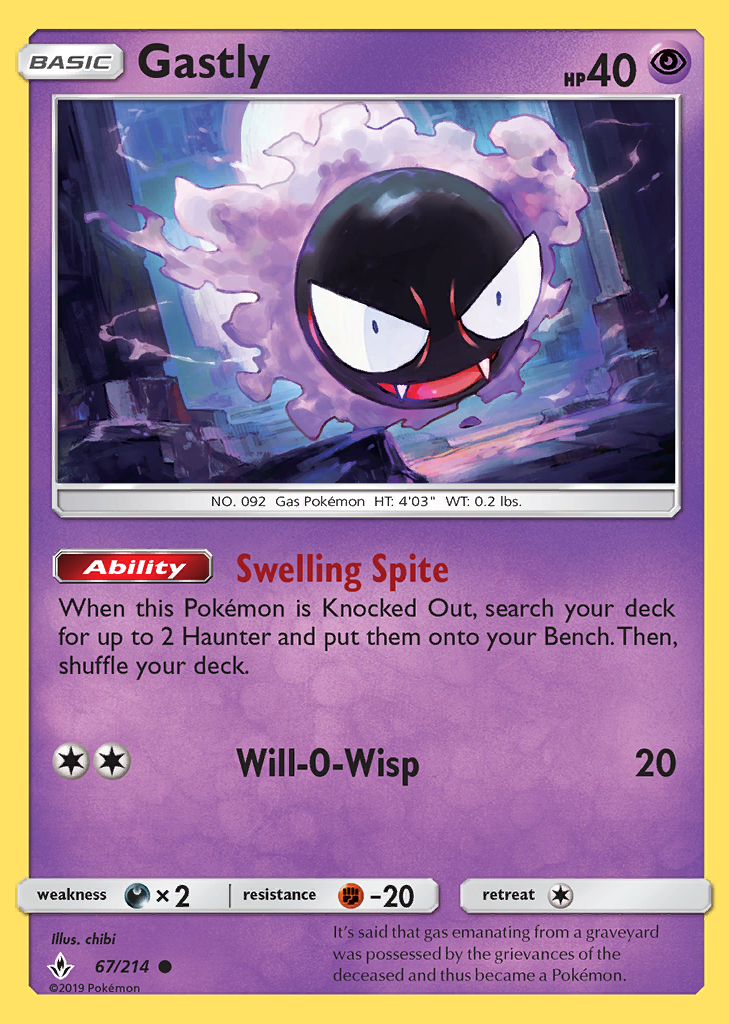 BASIC
Gastly
HP40
NO. 092 Gas Pokémon HT: 4'03" WT: 0.2 lbs.
Ability
Swelling Spite
When this Pokémon is Knocked Out, search your deck
for up to 2 Haunter and put them onto your Bench. Then,
shuffle your deck.
Will-O-Wisp 20
weakness ×2 resistance -20 retreat
Illus. chibi
67/214
©2019 Pokémon
It's said that gas emanating from a graveyard
was possessed by the grievances of the
deceased and thus became a Pokémon.